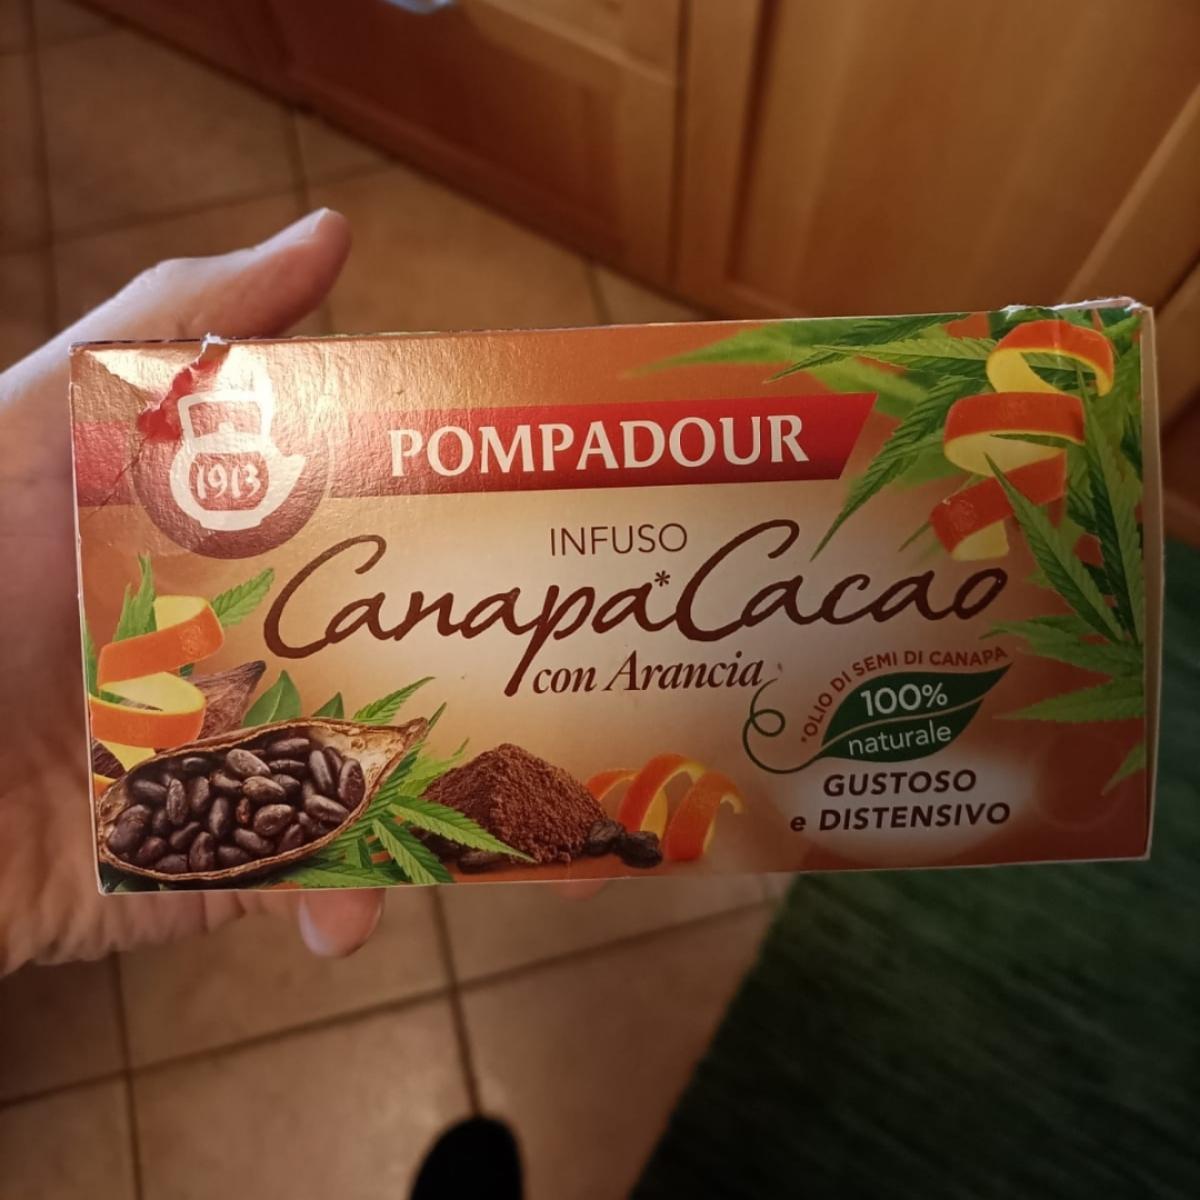 1913
POMPADOUR
INFUSO
Canapa*Cacao
con Arancia
*OLIO DI SEMI DI CANAPA
100%
naturale
GUSTOSO
e DISTENSIVO